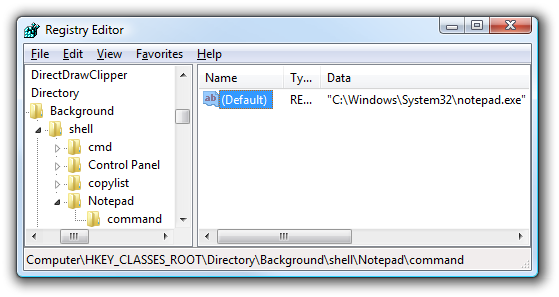 Registry Editor
File Edit View Favorites Help
DirectDrawClipper
Directory
Background
shell
cmd
Control Panel
copylist
Notepad
command
Name Ty... Data
ab (Default) RE... "C:\Windows\System32\notepad.exe"
Computer\HKEY_CLASSES_ROOT\Directory\Background\shell\Notepad\command